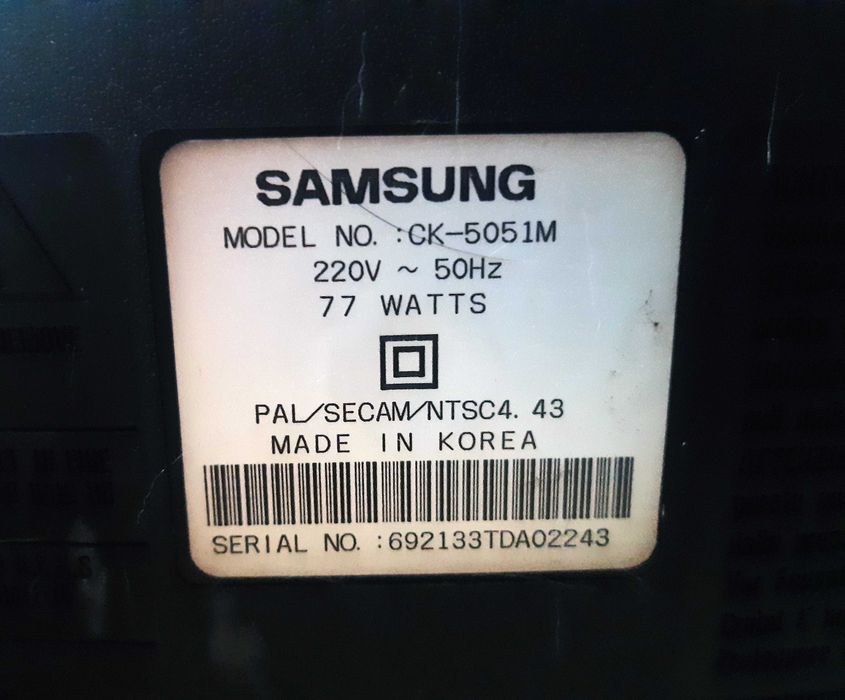 SAMSUNG
MODEL NO. :CK-5051M
220V ~ 50Hz
77 WATTS
PAL/SECAM/NTSC4. 43
MADE IN KOREA
SERIAL NO. :692133TDA02243